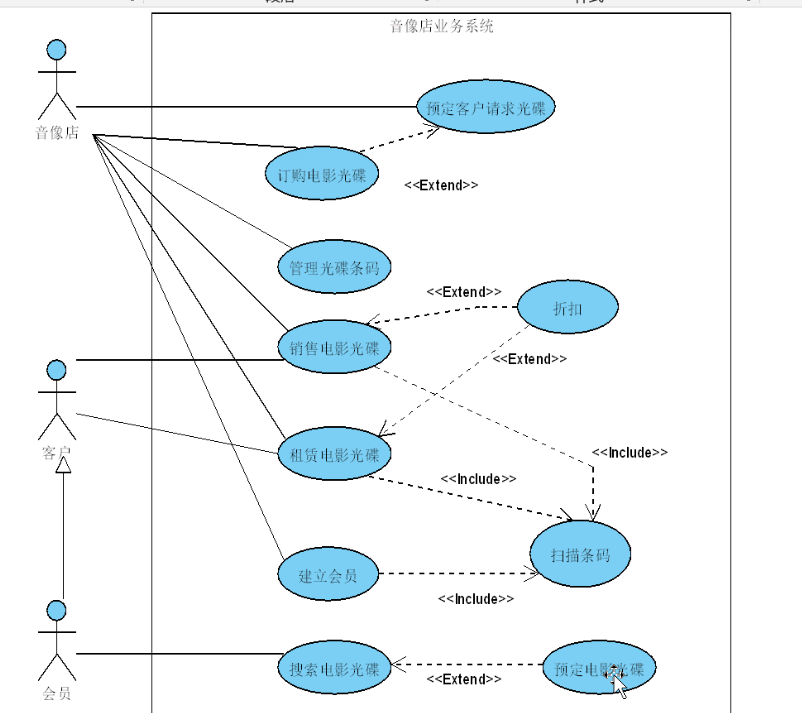 音像店业务系统
预定客户请求光碟
音像店
订购电影光碟
<<Extend>>
管理光碟条码
<<Extend>>
折扣
销售电影光碟
<<Extend>>
客户
租赁电影光碟
<<Include>>
<<Include>>
扫描条码
建立会员
<<Include>>
搜索电影光碟
预定电影光碟
<<Extend>>
会员